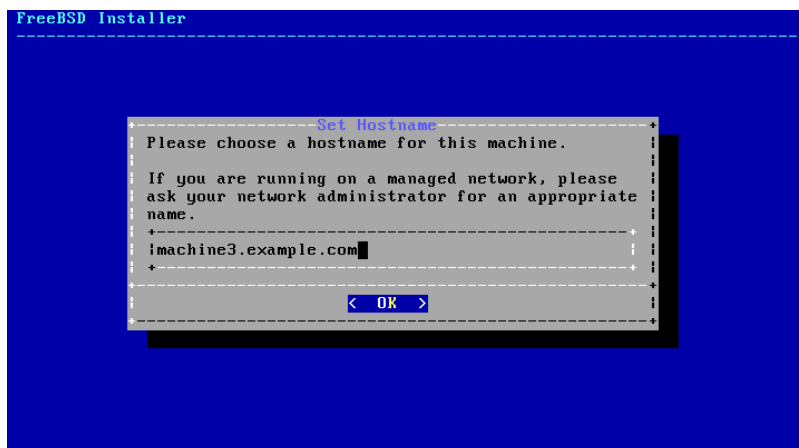 FreeBSD Installer
Set Hostname
Please choose a hostname for this machine.
If you are running on a managed network, please
ask your network administrator for an appropriate
name.
machine3.example.com
< OK >